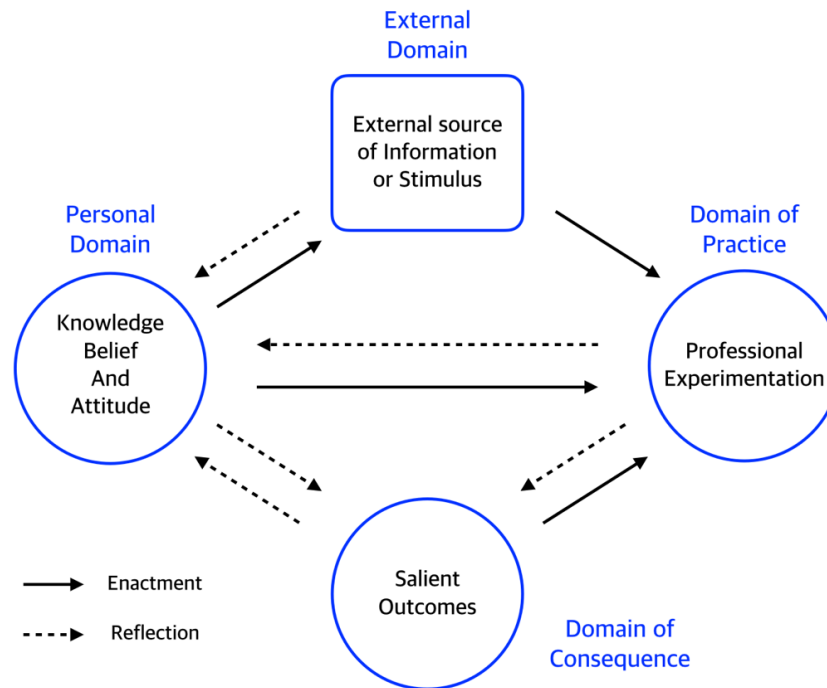 External
Domain
External source
of Information
or Stimulus
Personal
Domain
Domain of
Practice
Knowledge
Belief
And
Attitude
Professional
Experimentation
Salient
Outcomes
Enactment
Reflection
Domain of
Consequence